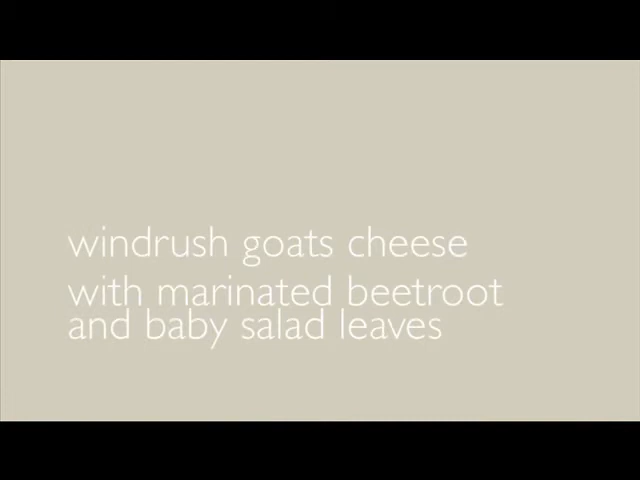 windrush goats cheese
with marinated beetroot
and baby salad leaves